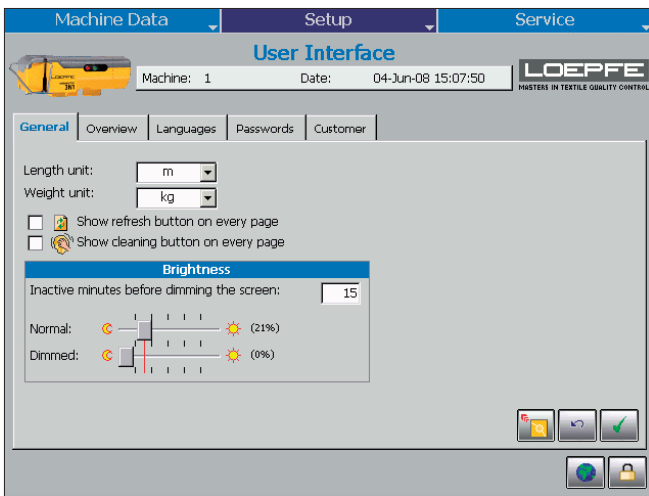 Machine Data Setup Service
User Interface
Machine: 1 Date: 04-Jun-08 15:07:50
LOEPFE
MASTERS IN TEXTILE QUALITY CONTROL
General Overview Languages Passwords Customer
Length unit: m
Weight unit: kg
Show refresh button on every page
Show cleaning button on every page
Brightness
Inactive minutes before dimming the screen: 15
Normal: (21%)
Dimmed: (0%)